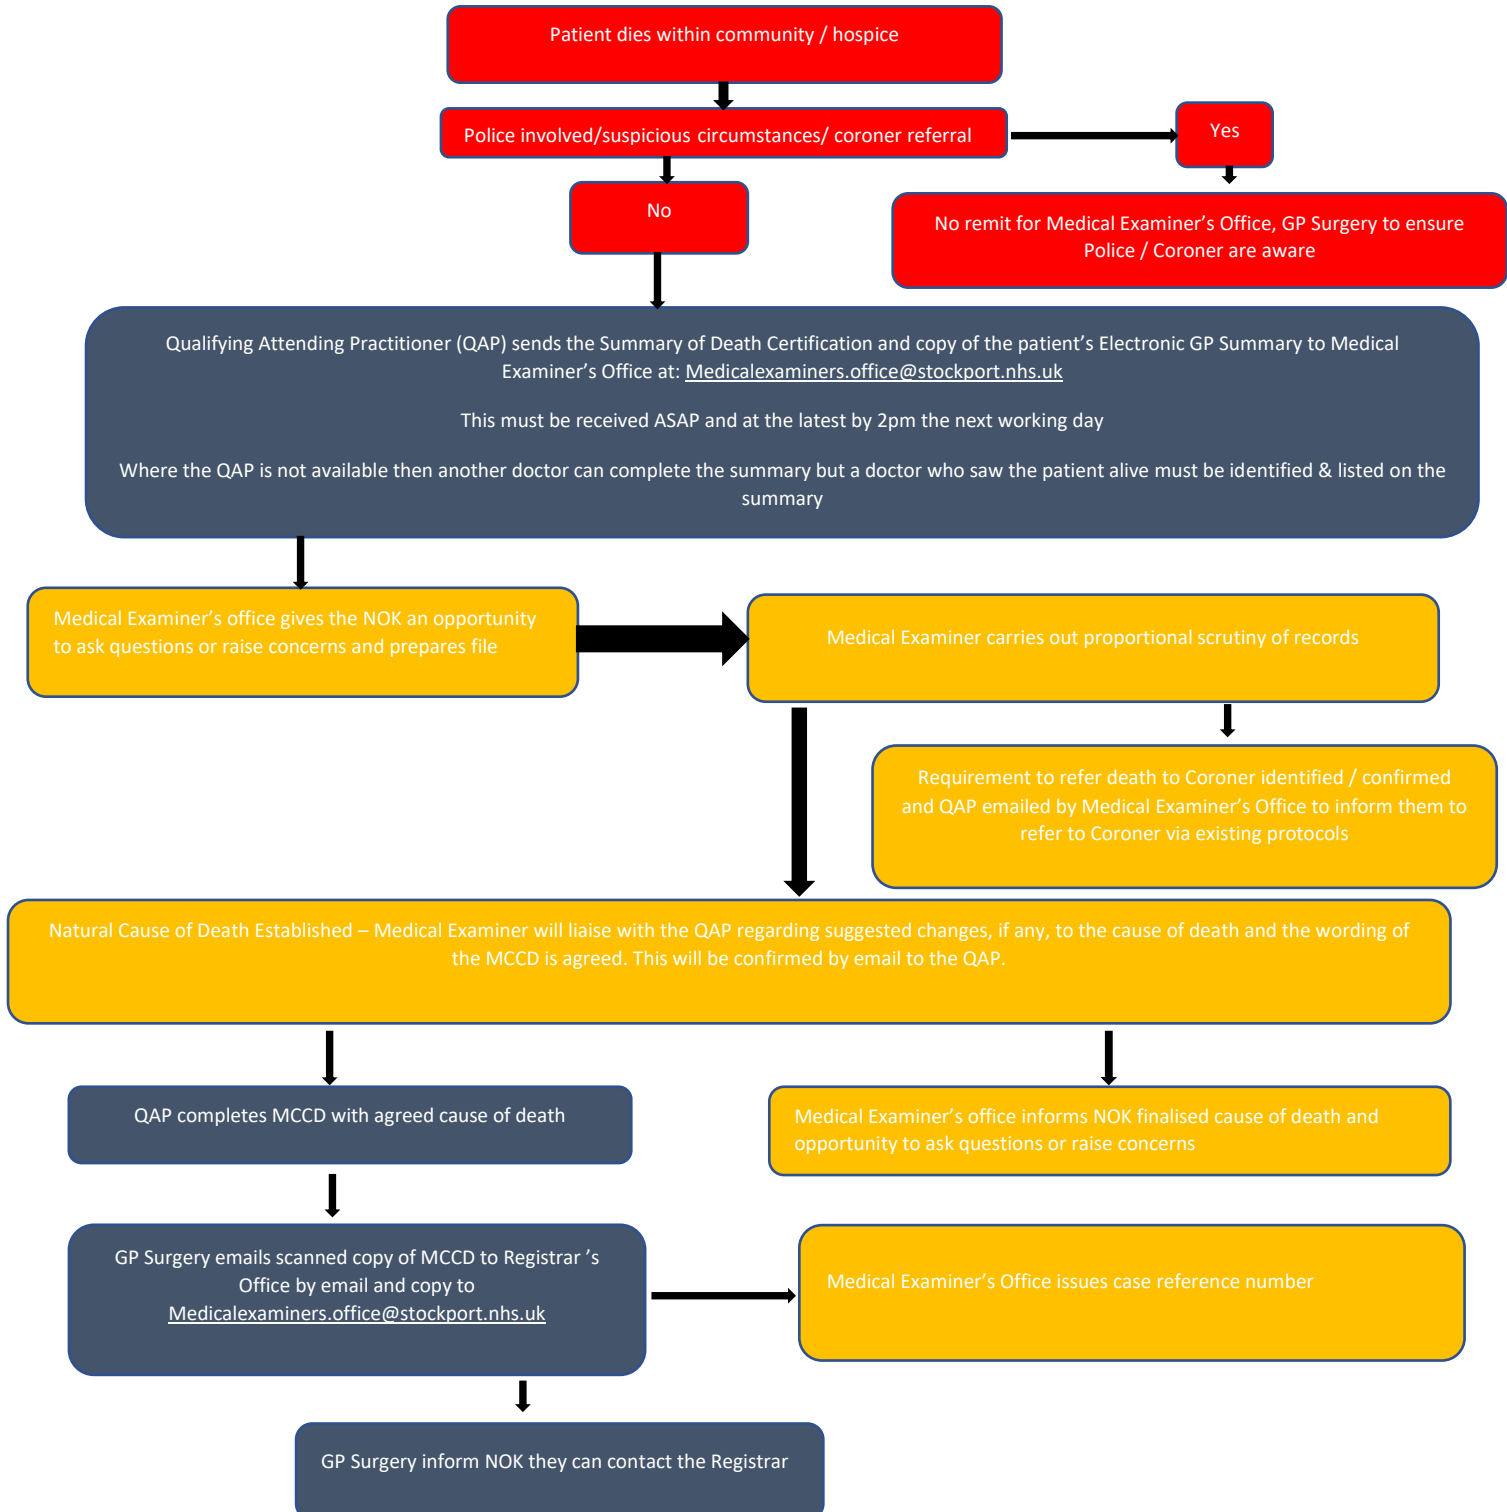 Patient dies within community / hospice
Police involved/suspicious circumstances/ coroner referral
Yes
No
No remit for Medical Examiner's Office, GP Surgery to ensure
Police / Coroner are aware
Qualifying Attending Practitioner (QAP) sends the Summary of Death Certification and copy of the patient's Electronic GP Summary to Medical
Examiner's Office at: Medicalexaminers.office@stockport.nhs.uk
This must be received ASAP and at the latest by 2pm the next working day
Where the QAP is not available then another doctor can complete the summary but a doctor who saw the patient alive must be identified & listed on the
summary
Medical Examiner's office gives the NOK an opportunity
to ask questions or raise concerns and prepares file
Medical Examiner carries out proportional scrutiny of records
Requirement to refer death to Coroner identified / confirmed
and QAP emailed by Medical Examiner's Office to inform them to
refer to Coroner via existing protocols
Natural Cause of Death Established – Medical Examiner will liaise with the QAP regarding suggested changes, if any, to the cause of death and the wording of
the MCCD is agreed. This will be confirmed by email to the QAP.
QAP completes MCCD with agreed cause of death
Medical Examiner's office informs NOK finalised cause of death and
opportunity to ask questions or raise concerns
GP Surgery emails scanned copy of MCCD to Registrar 's
Office by email and copy to
Medicalexaminers.office@stockport.nhs.uk
Medical Examiner's Office issues case reference number
GP Surgery inform NOK they can contact the Registrar